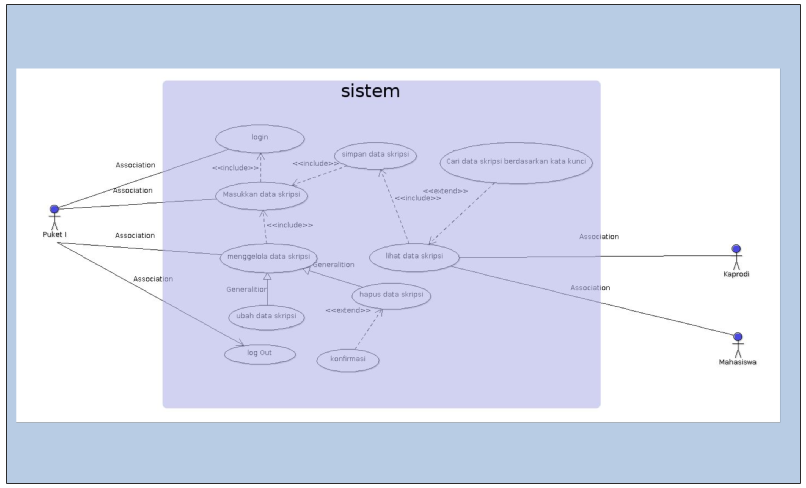 sistem
login
simpan data skripsi
Cari data skripsi berdasarkan kata kunci
Association
<<include>>
<<include>>
Association
Masukkan data skripsi
<<extend>>
<<include>>
Puket I
<<include>>
Association
Association
menggelola data skripsi
lihat data skripsi
Generalition
Kaprodi
Association
Generalition
Association
hapus data skripsi
<<extend>>
ubah data skripsi
log Out
konfirmasi
Mahasiswa